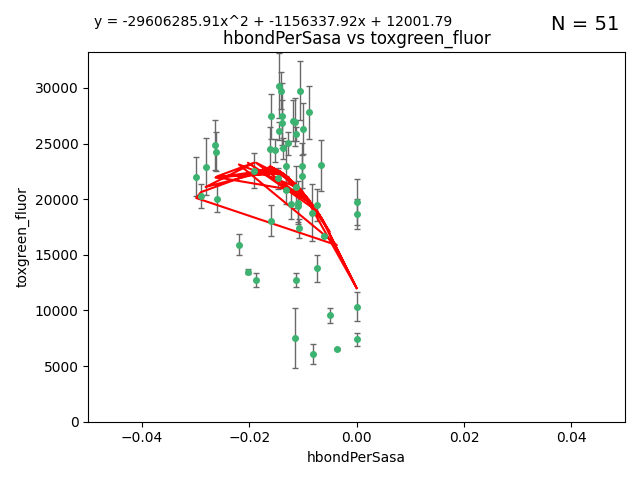 y = -29606285.91x^2 + -1156337.92x + 12001.79
N = 51
hbondPerSasa vs toxgreen_fluor
30000
25000
20000
15000
10000
5000
0
toxgreen_fluor
−0.04
−0.02
0.00
0.02
0.04
hbondPerSasa